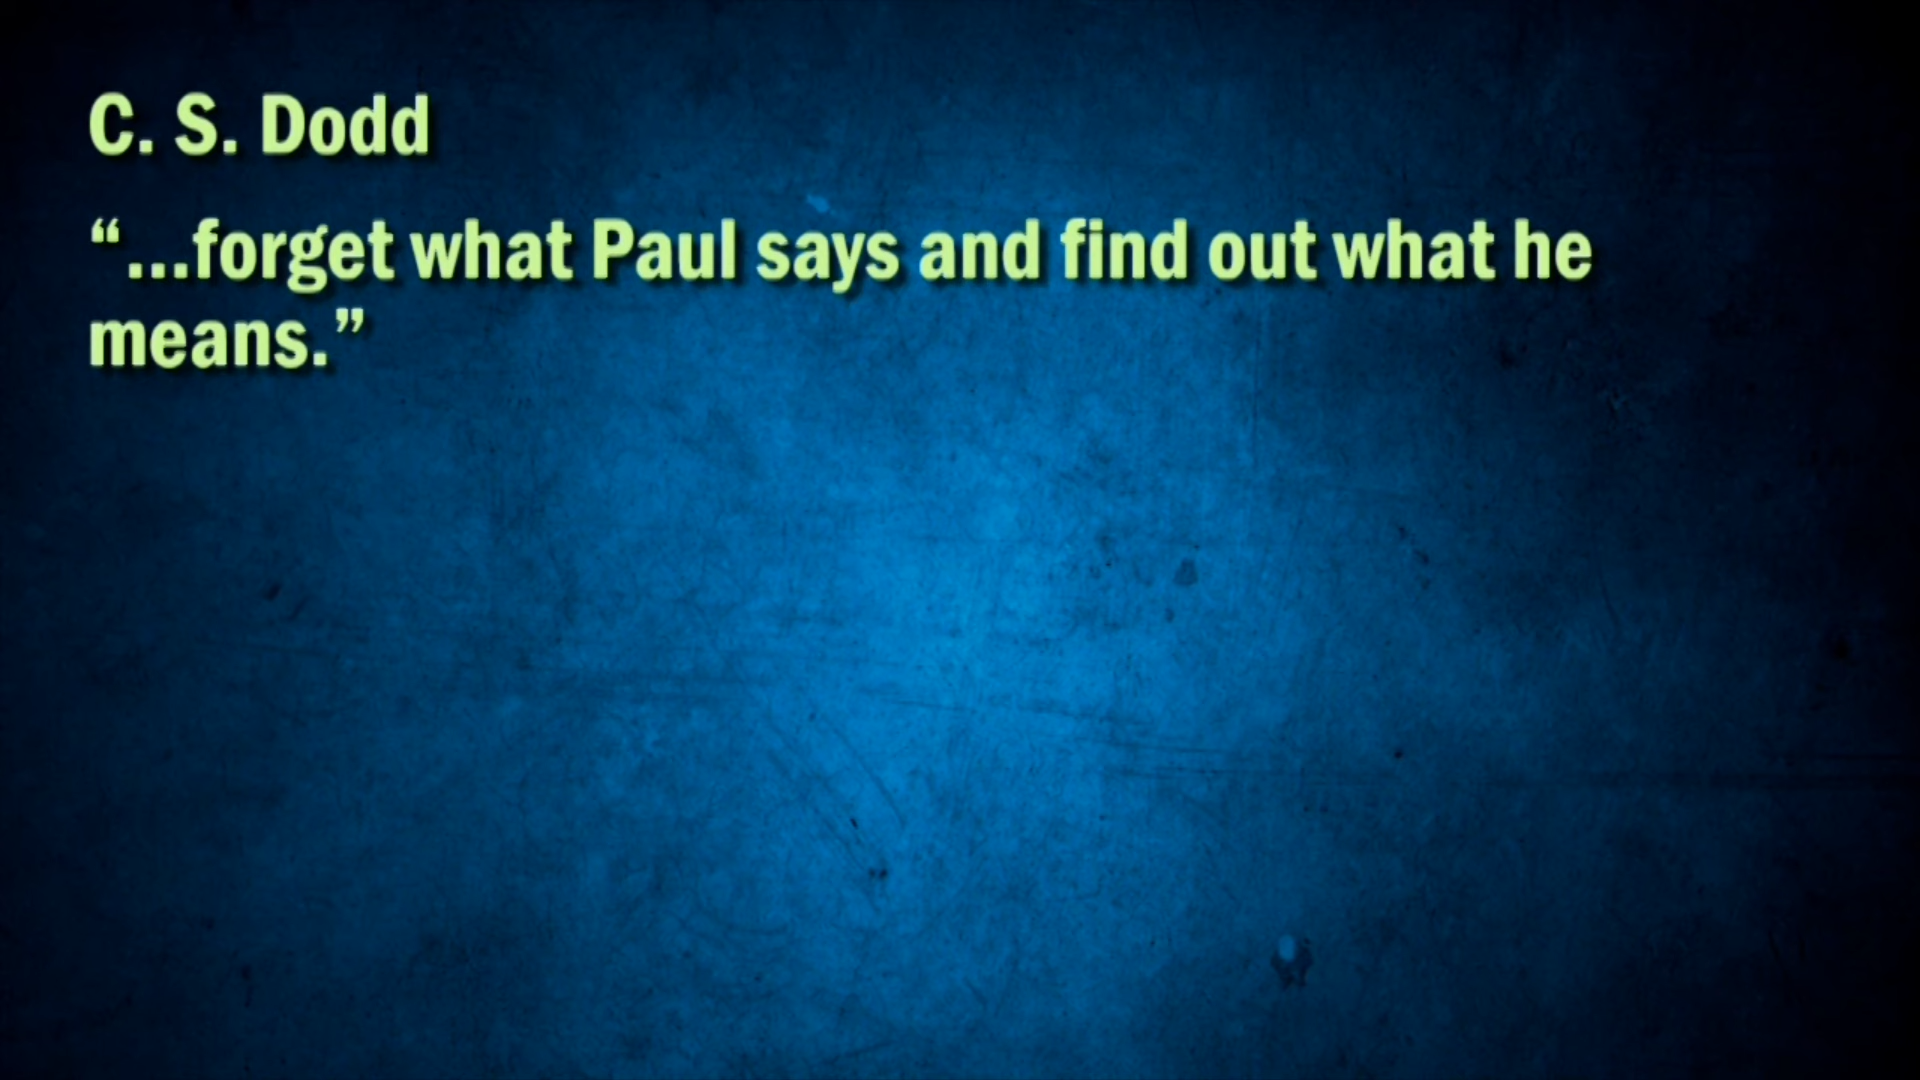 C. S. Dodd
“...forget what Paul says and find out what he
means.”